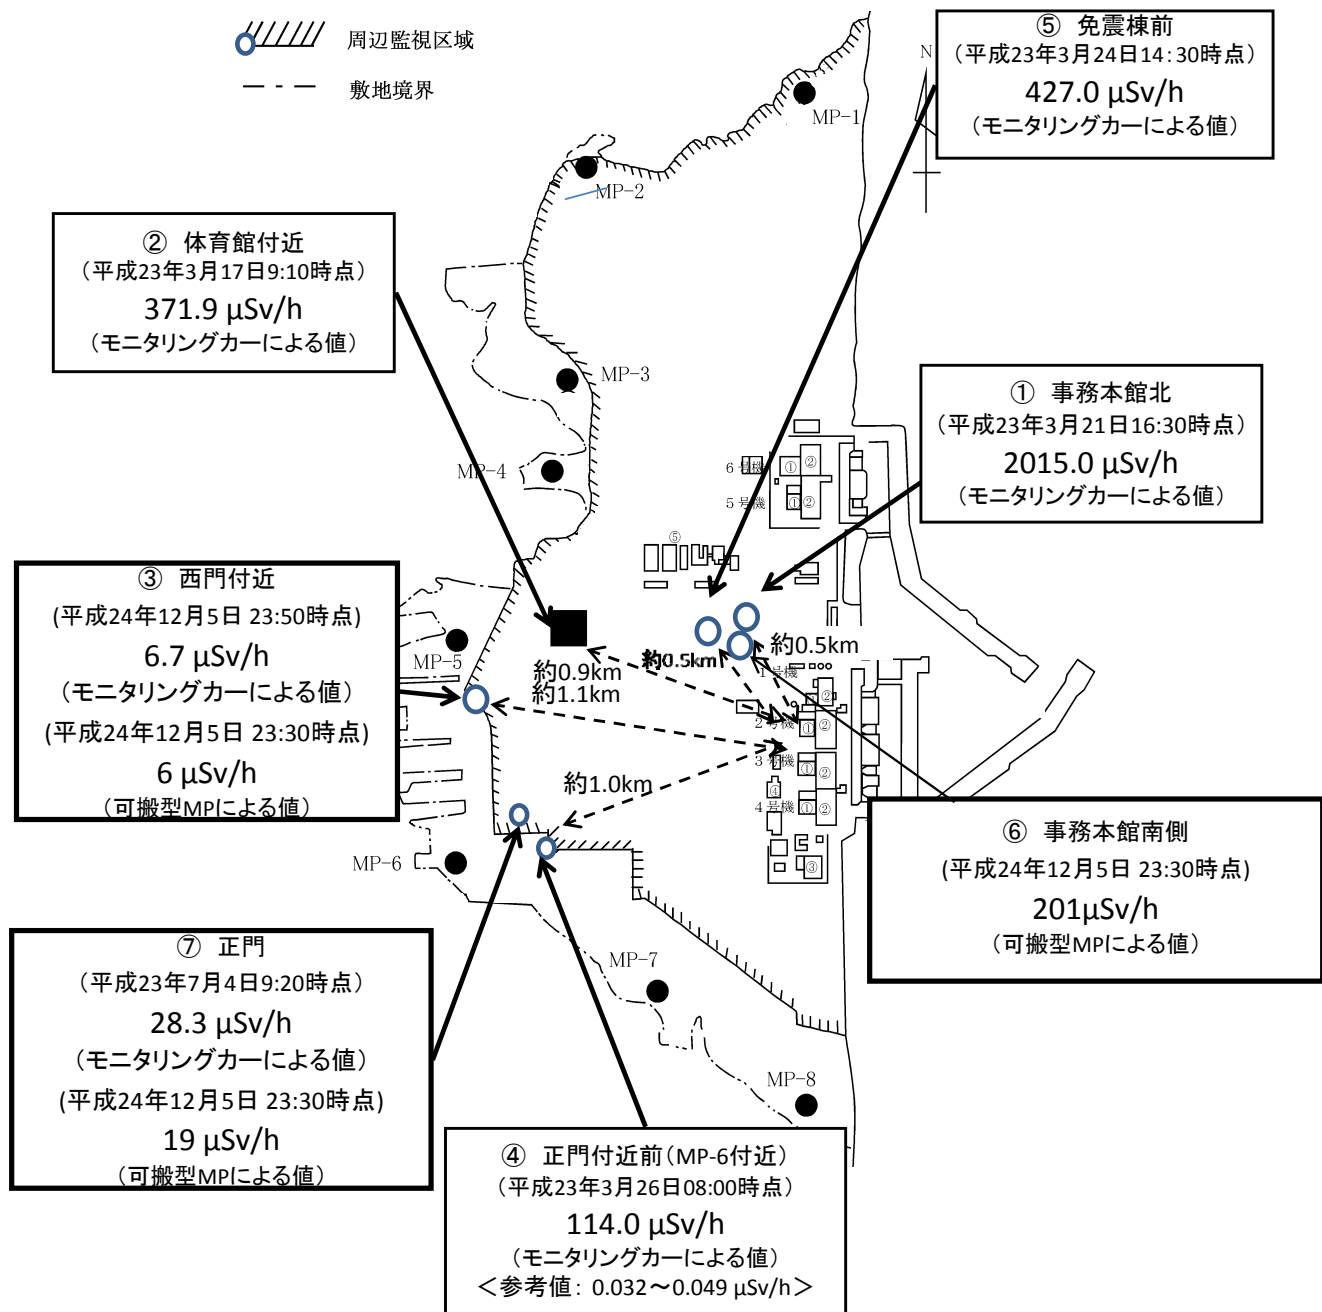 周辺監視区域
敷地境界
⑤ 免震棟前
(平成23年3月24日14:30時点)
427.0 µSv/h
(モニタリングカーによる値)
N
MP-1
MP-2
② 体育館付近
(平成23年3月17日9:10時点)
371.9 µSv/h
(モニタリングカーによる値)
MP-3
MP-4
① 事務本館北
(平成23年3月21日16:30時点)
2015.0 µSv/h
(モニタリングカーによる値)
6号機
① ②
5号機
① ②
⑤
③ 西門付近
(平成24年12月5日 23:50時点)
6.7 µSv/h
(モニタリングカーによる値)
(平成24年12月5日 23:30時点)
6 µSv/h
(可搬型MPによる値)
MP-5
約0.9km
約1.1km
約0.5km
約0.5km
1号機
②
2号機
① ②
3号機
① ②
④
4号機
① ②
③
約1.0km
MP-6
⑥ 事務本館南側
(平成24年12月5日 23:30時点)
201µSv/h
(可搬型MPによる値)
⑦ 正門
(平成23年7月4日9:20時点)
28.3 µSv/h
(モニタリングカーによる値)
(平成24年12月5日 23:30時点)
19 µSv/h
(可搬型MPによる値)
MP-7
MP-8
④ 正門付近前(MP-6付近)
(平成23年3月26日08:00時点)
114.0 µSv/h
(モニタリングカーによる値)
<参考値: 0.032~0.049 µSv/h>